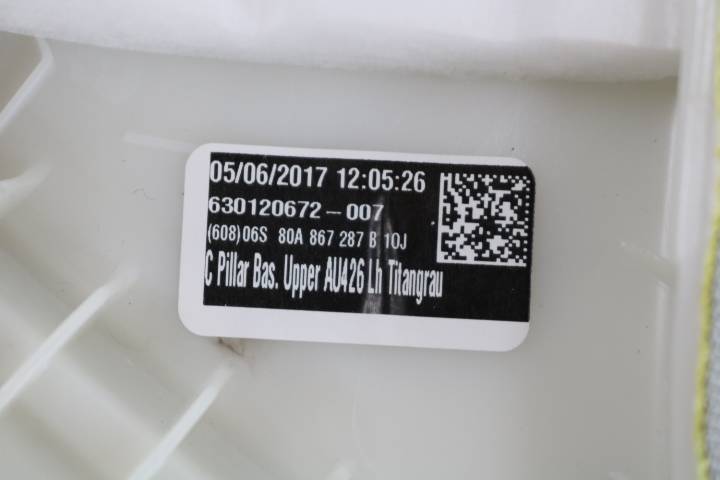 05/06/2017 12:05:26
630120672-007
(608)06S 80A 867 287 B 10J
C Pillar Bas. Upper AU426 Lh Titangrau